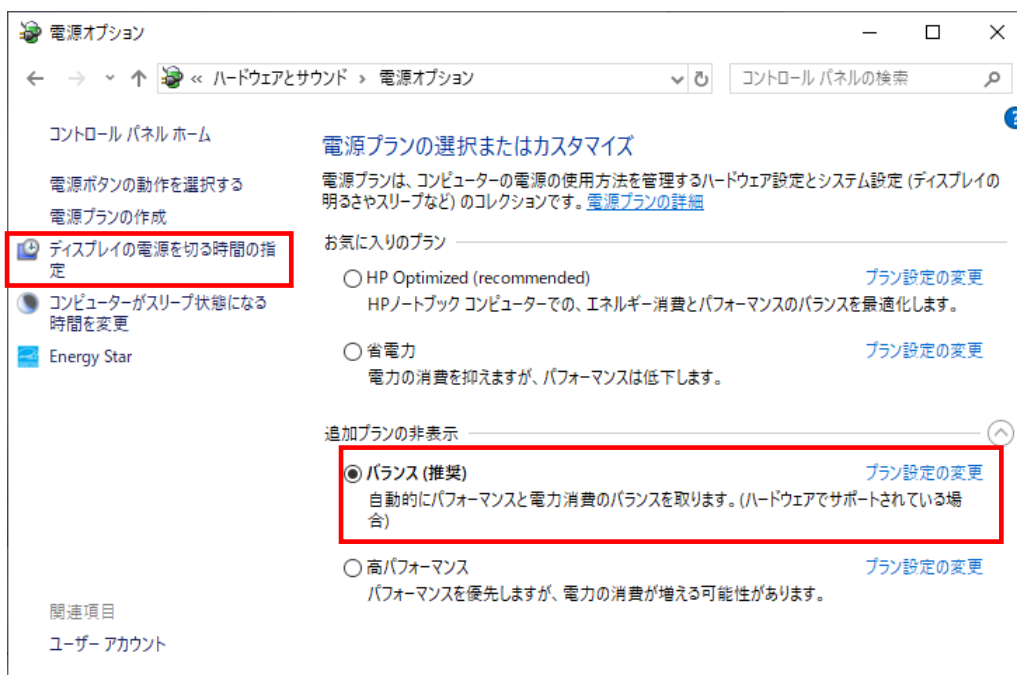 電源オプション
« ハードウェアとサウンド › 電源オプション
コントロール パネルの検索
コントロール パネル ホーム
電源ボタンの動作を選択する
電源プランの作成
ディスプレイの電源を切る時間の指
定
コンピューターがスリープ状態になる
時間を変更
Energy Star
関連項目
ユーザー アカウント
電源プランの選択またはカスタマイズ
電源プランは、コンピューターの電源の使用方法を管理するハードウェア設定とシステム設定 (ディスプレイの
明るさやスリープなど) のコレクションです。電源プランの詳細
お気に入りのプラン
HP Optimized (recommended) プラン設定の変更
HPノートブック コンピューターでの、エネルギー消費とパフォーマンスのバランスを最適化します。
省電力 プラン設定の変更
電力の消費を抑えますが、パフォーマンスは低下します。
追加プランの非表示
バランス (推奨) プラン設定の変更
自動的にパフォーマンスと電力消費のバランスを取ります。(ハードウェアでサポートされている場
合)
高パフォーマンス プラン設定の変更
パフォーマンスを優先しますが、電力の消費が増える可能性があります。